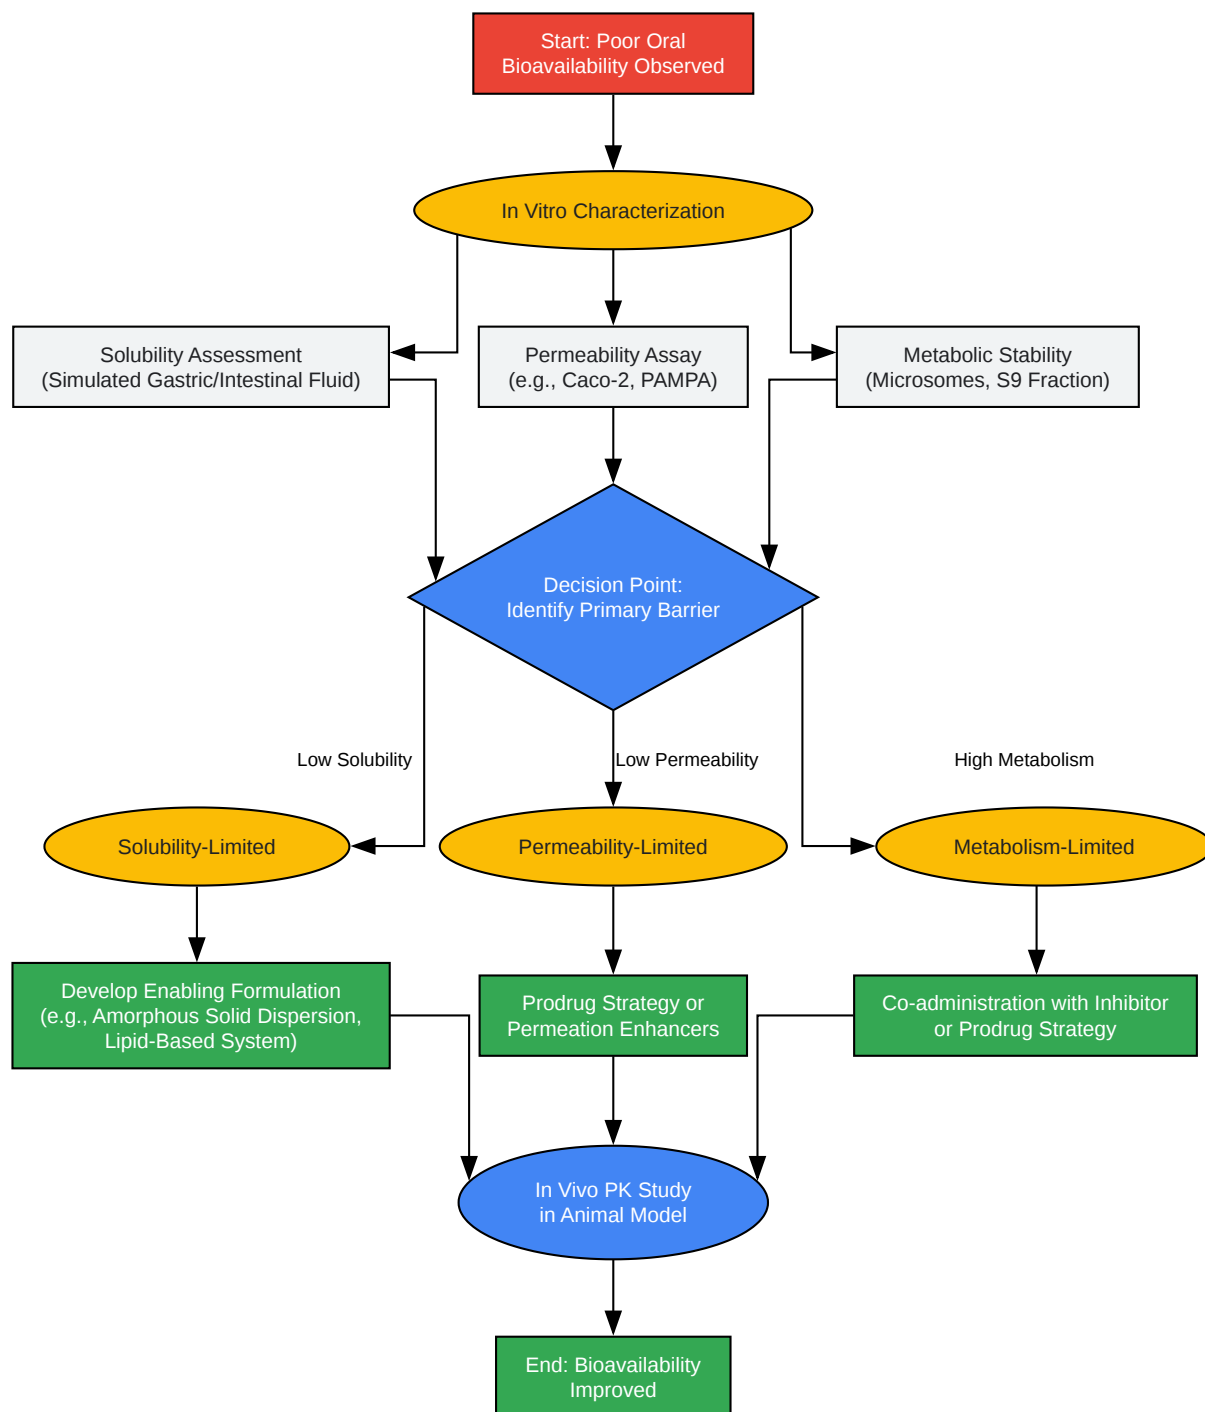 Start: Poor Oral
Bioavailability Observed
In Vitro Characterization
Solubility Assessment
(Simulated Gastric/Intestinal Fluid)
Permeability Assay
(e.g., Caco-2, PAMPA)
Metabolic Stability
(Microsomes, S9 Fraction)
Decision Point:
Identify Primary Barrier
Low Solubility
Low Permeability
High Metabolism
Solubility-Limited
Permeability-Limited
Metabolism-Limited
Develop Enabling Formulation
(e.g., Amorphous Solid Dispersion,
Lipid-Based System)
Prodrug Strategy or
Permeation Enhancers
Co-administration with Inhibitor
or Prodrug Strategy
In Vivo PK Study
in Animal Model
End: Bioavailability
Improved